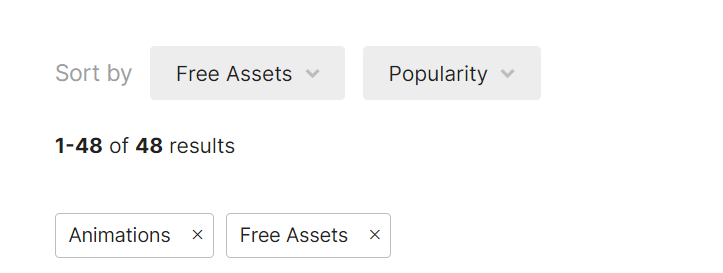 Sort by Free Assets Popularity
1-48 of 48 results
Animations × Free Assets ×